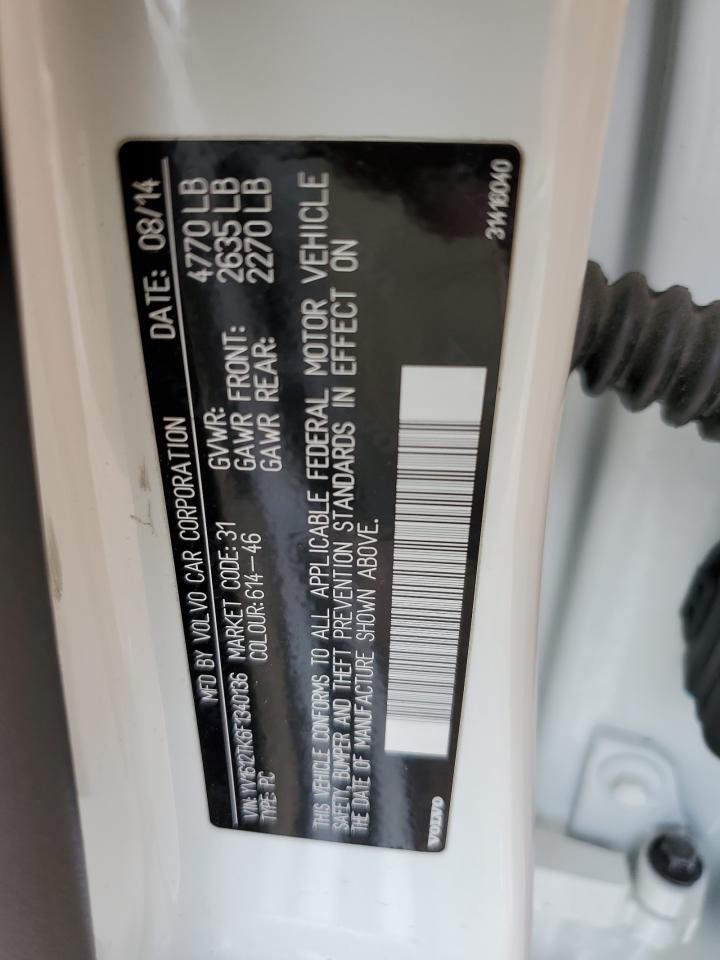 MFD BY VOLVO CAR CORPORATION DATE: 08/14
VIN: YV1612TK6F1340136 MARKET CODE: 31 GVWR: 4770 LB
TYPE: PC COLOUR: 614-46 GAWR FRONT: 2635 LB
GAWR REAR: 2270 LB
THIS VEHICLE CONFORMS TO ALL APPLICABLE FEDERAL MOTOR VEHICLE
SAFETY, BUMPER AND THEFT PREVENTION STANDARDS IN EFFECT ON
THE DATE OF MANUFACTURE SHOWN ABOVE.
VOLVO 31416040